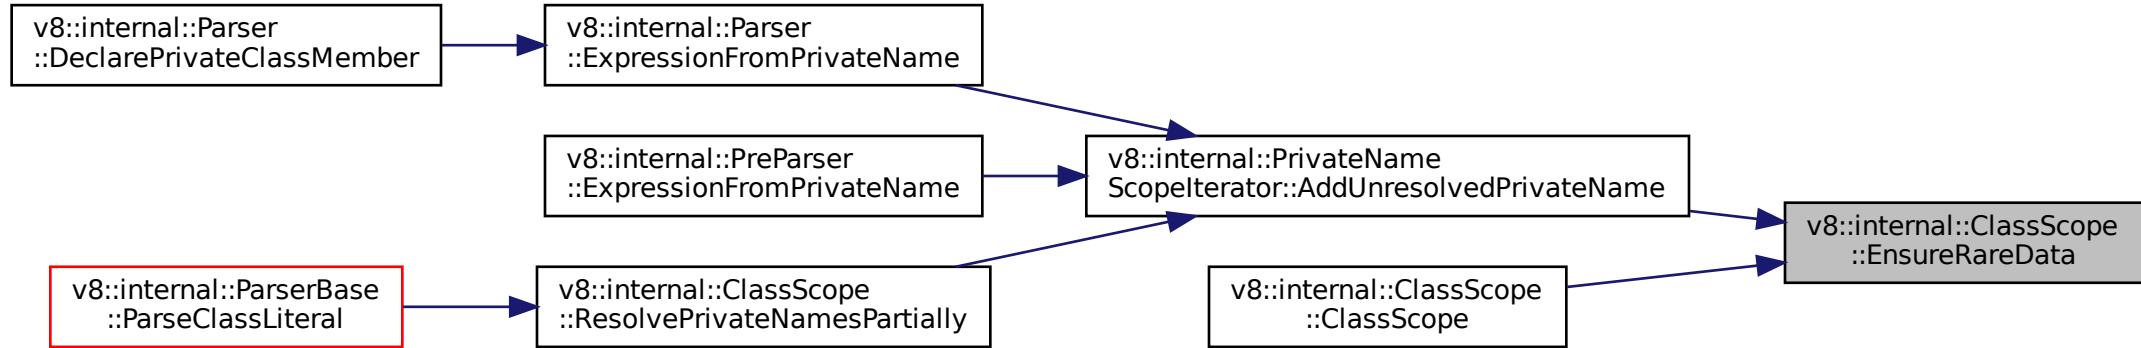 v8::internal::Parser
::DeclarePrivateClassMember
v8::internal::Parser
::ExpressionFromPrivateName
v8::internal::PreParser
::ExpressionFromPrivateName
v8::internal::PrivateName
ScopeIterator::AddUnresolvedPrivateName
v8::internal::ClassScope
::EnsureRareData
v8::internal::ParserBase
::ParseClassLiteral
v8::internal::ClassScope
::ResolvePrivateNamesPartially
v8::internal::ClassScope
::ClassScope